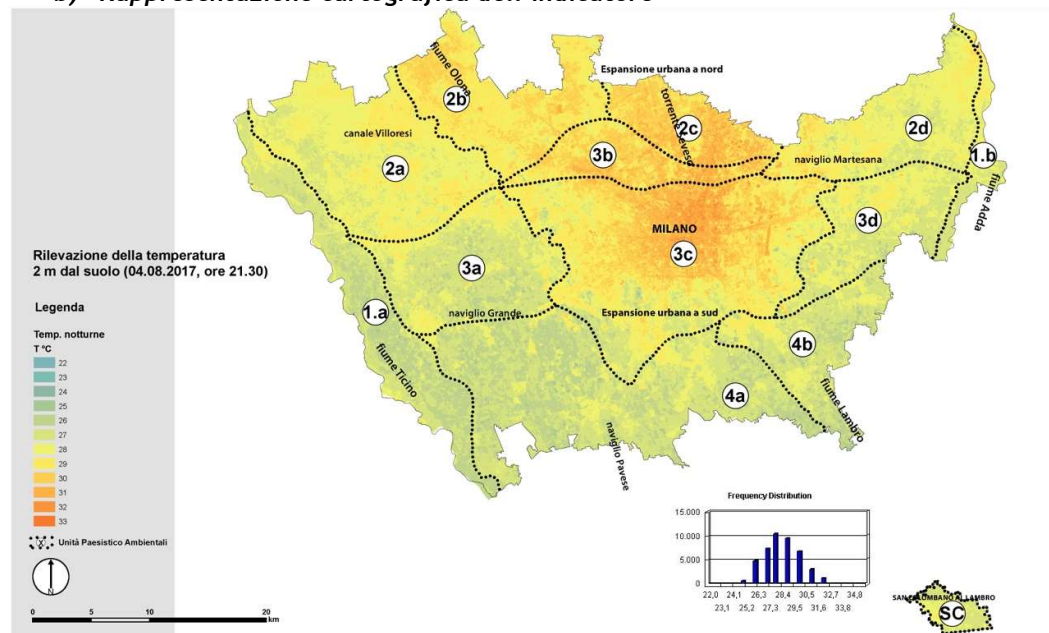 b) Rappresentazione cartografica dell'indicatore
fiume Olona
Espansione urbana a nord
2b
torrente Seveso
2c
2d
canale Villoresi
3b
naviglio Martesana
1.b
2a
fiume Adda
3d
MILANO
Rilevazione della temperatura
2 m dal suolo (04.08.2017, ore 21.30)
3a
3c
Legenda
1.a
naviglio Grande
Espansione urbana a sud
Temp. notturne
T °C
22
23
24
25
26
27
28
29
30
31
32
33
4b
fiume Ticino
4a
fiume Lambro
naviglio Pavese
Unità Paesistico Ambientali
N
0 5 10 20
km
Frequency Distribution
15.000
10.000
5.000
0
22,0 24,1 26,3 28,4 30,5 32,7 34,8
23,1 25,2 27,3 29,5 31,6 33,8
SAN COLOMBANO AL LAMBRO
SC